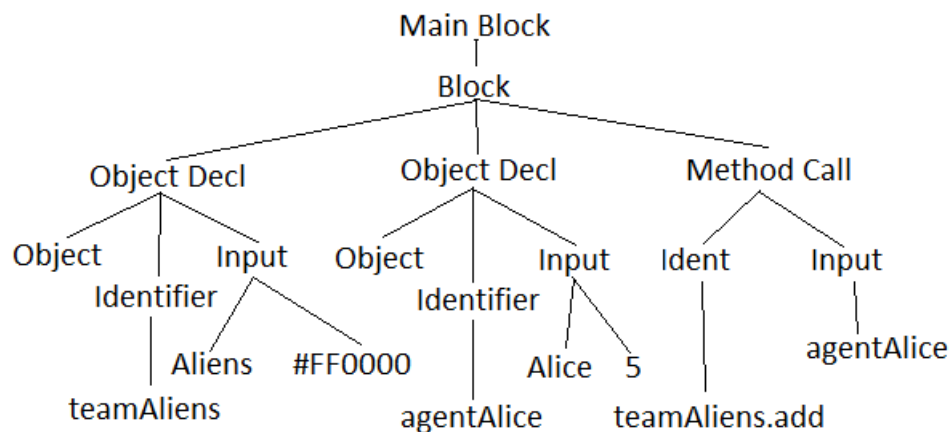 Main Block
Block
Object Decl
Object Decl
Method Call
Object
Input
Object
Input
Ident
Input
Identifier
Identifier
Aliens
#FF0000
Alice
5
agentAlice
teamAliens
agentAlice
teamAliens.add